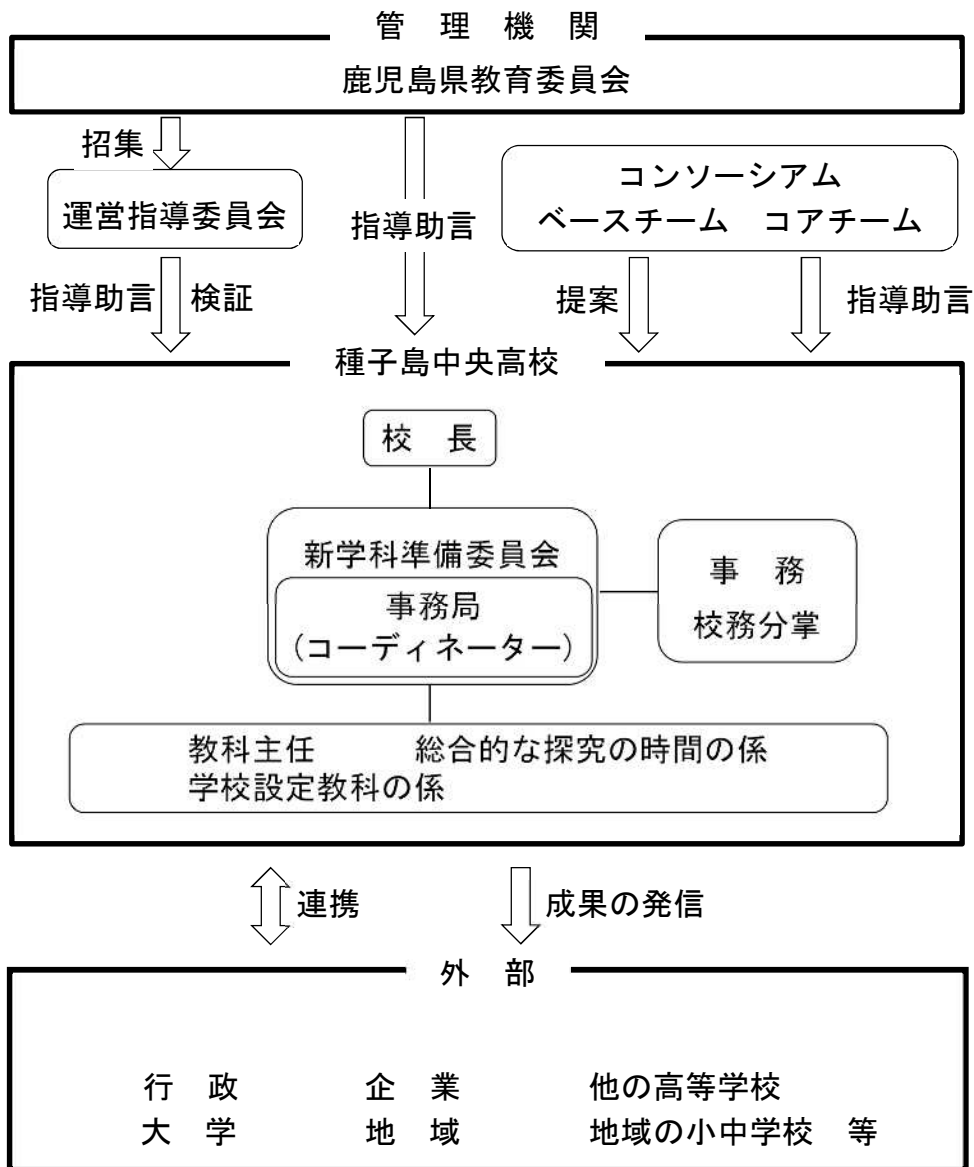 管　理　機　関
鹿児島県教育委員会
招集
運営指導委員会
指導助言
コンソーシアム
ベースチーム　コアチーム
指導助言　検証
提案
指導助言
種子島中央高校
校　長
新学科準備委員会
事務局
（コーディネーター）
事　務
校務分掌
教科主任　　　総合的な探究の時間の係
学校設定教科の係
連携
成果の発信
外　部
行　政　　　企　業　　　他の高等学校
大　学　　　地　域　　　地域の小中学校　等